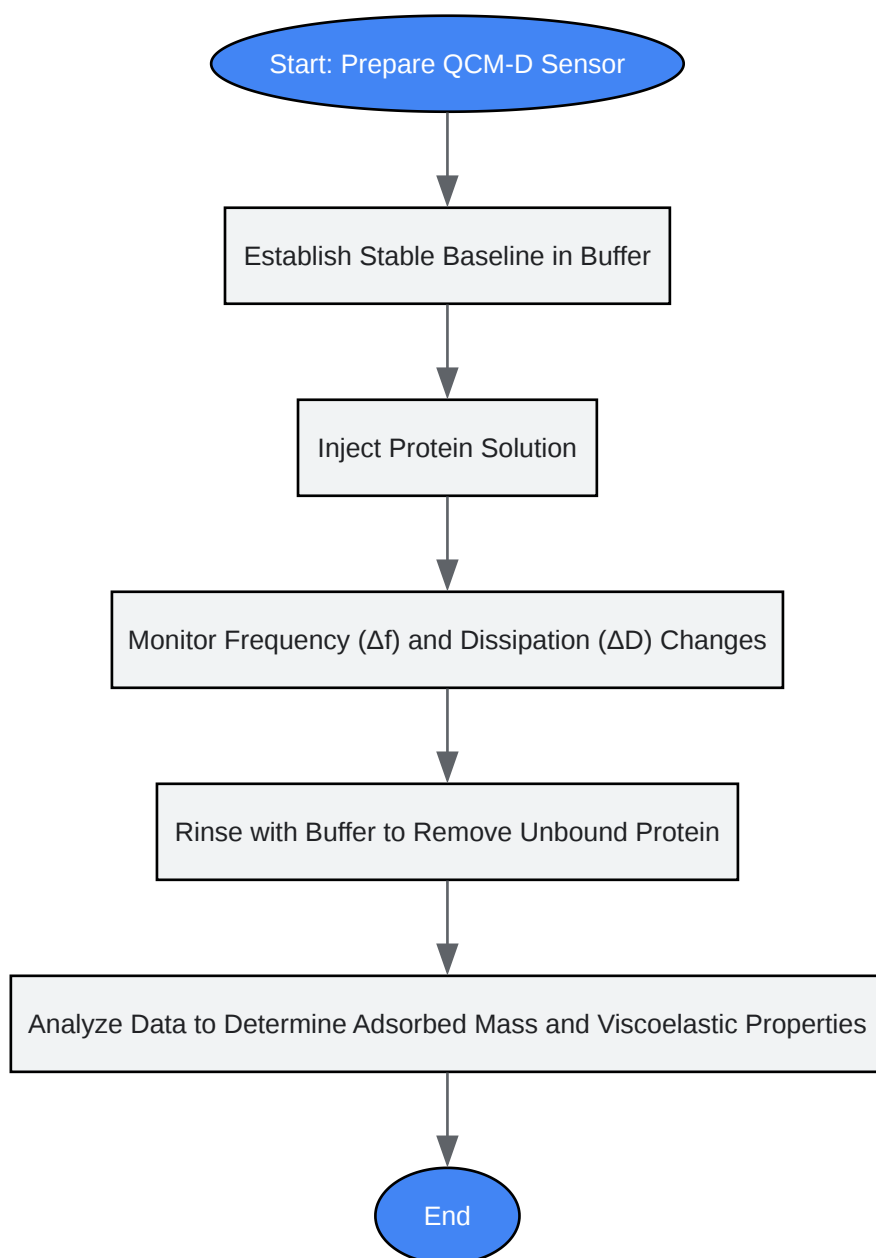 Start: Prepare QCM-D Sensor
Establish Stable Baseline in Buffer
Inject Protein Solution
Monitor Frequency (Δf) and Dissipation (ΔD) Changes
Rinse with Buffer to Remove Unbound Protein
Analyze Data to Determine Adsorbed Mass and Viscoelastic Properties
End